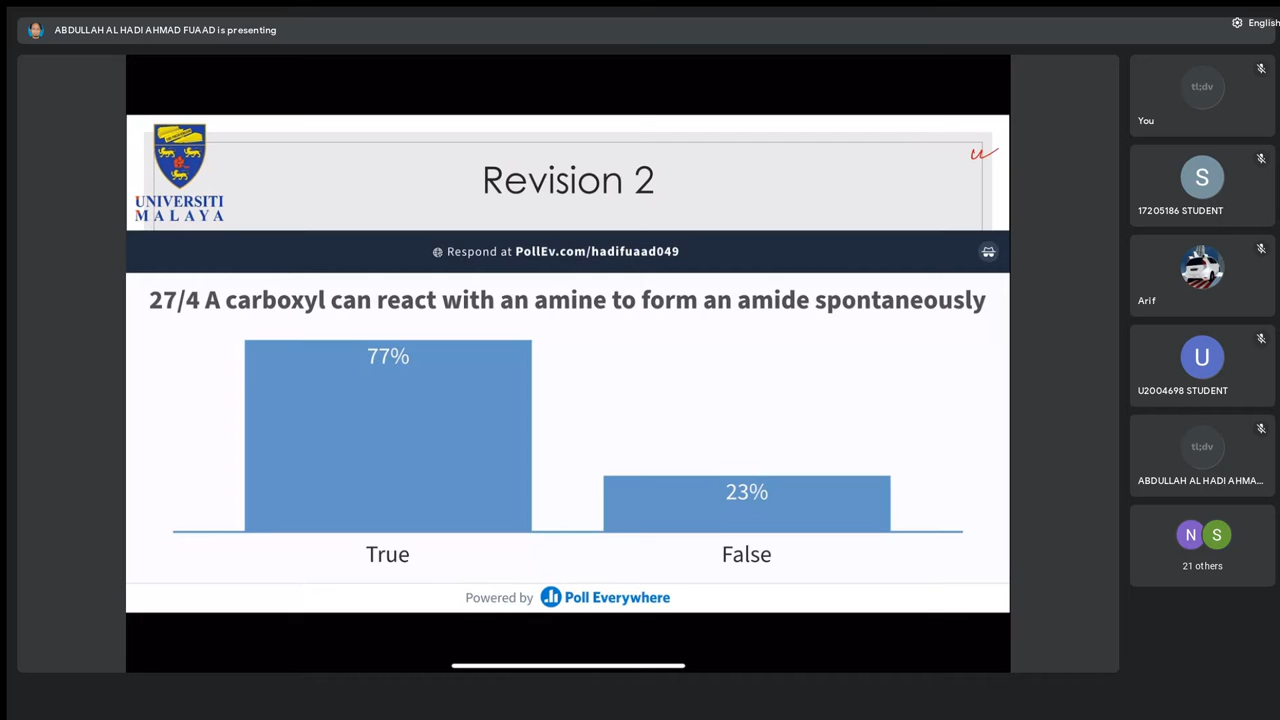 ABDULLAH AL HADI AHMAD FUAAD is presenting
English
UNIVERSITI
MALAYA
Revision 2
Respond at PollEv.com/hadifuaad049
27/4 A carboxyl can react with an amine to form an amide spontaneously
77%
23%
True
False
Powered by Poll Everywhere
tl;dv
You
S
17205186 STUDENT
Arif
U
U2004698 STUDENT
tl;dv
ABDULLAH AL HADI AHMA...
N S
21 others